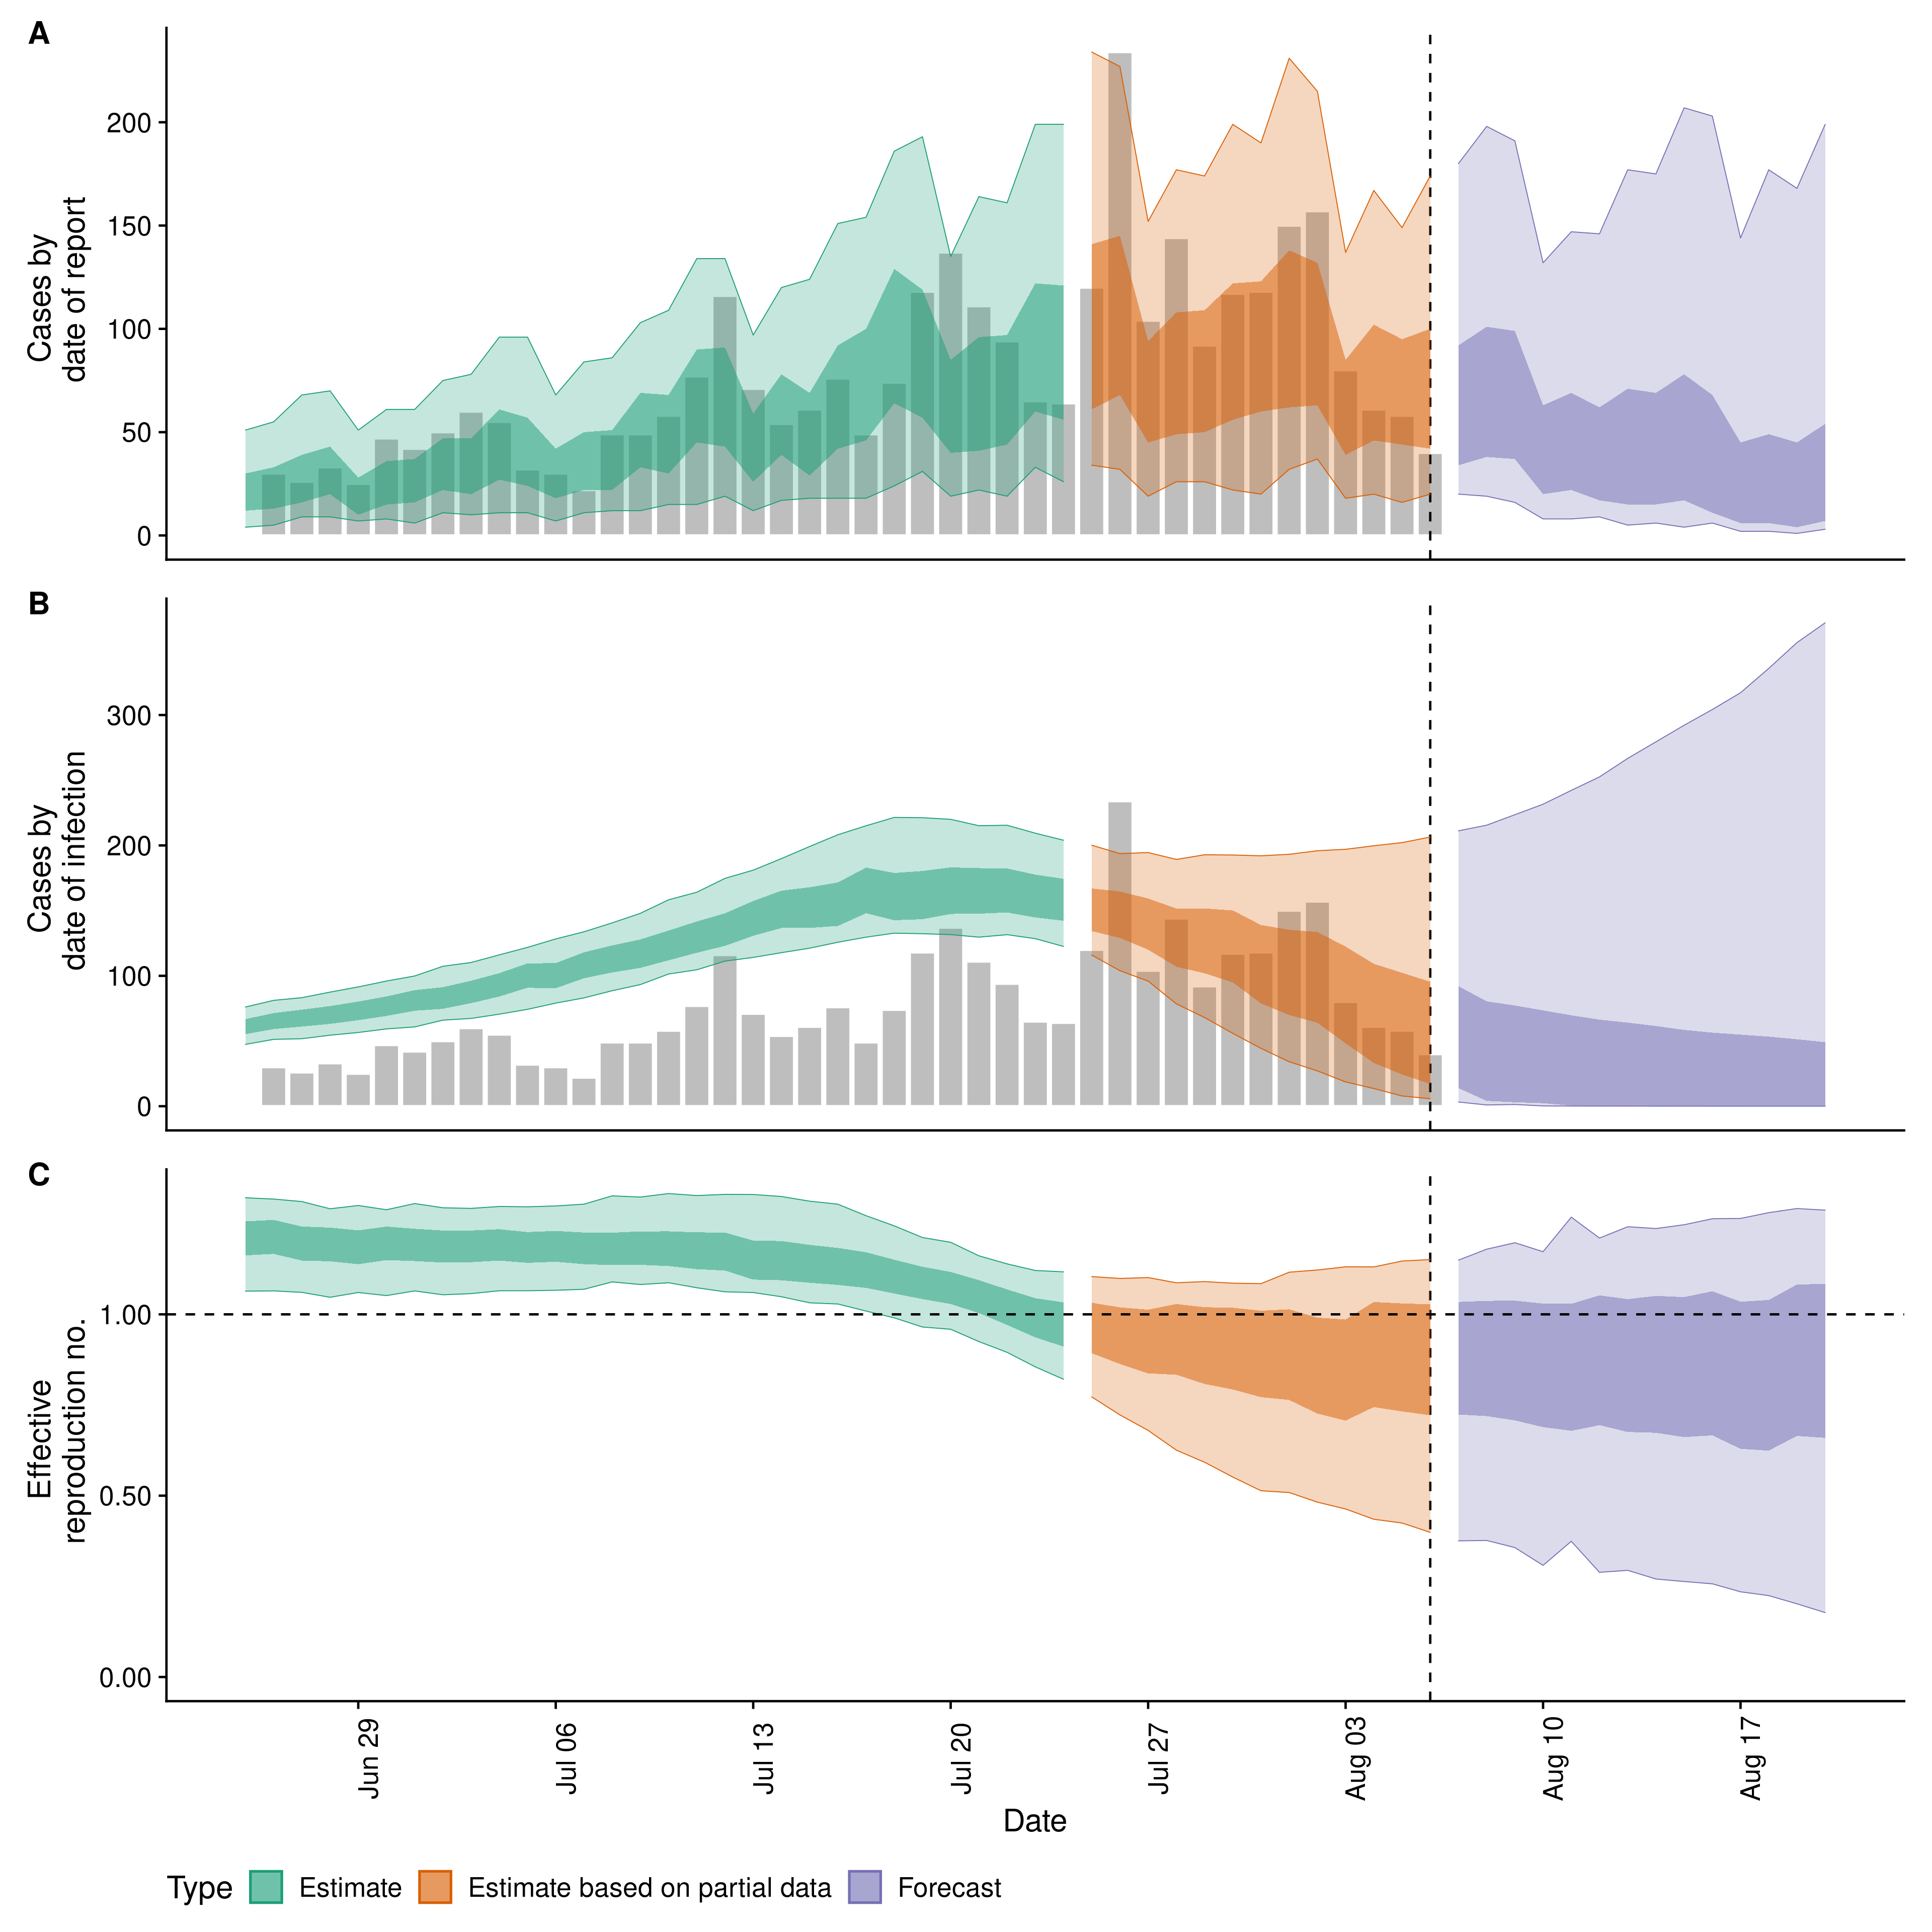 A
Cases by
date of report
200
150
100
50
0
B
Cases by
date of infection
300
200
100
0
C
Effective
reproduction no.
1.00
0.50
0.00
Jun 29
Jul 06
Jul 13
Jul 20
Jul 27
Aug 03
Aug 10
Aug 17
Date
Type Estimate Estimate based on partial data Forecast